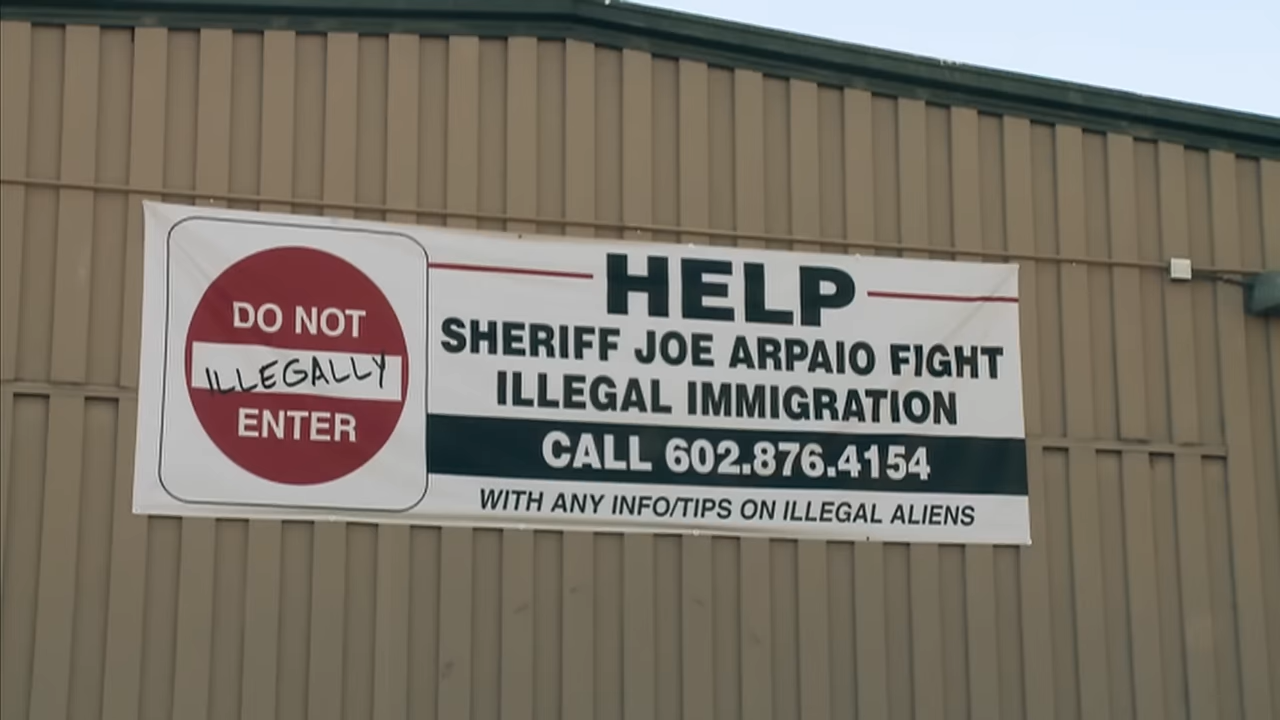 DO NOT
ILLEGALLY
ENTER
HELP
SHERIFF JOE ARPAIO FIGHT
ILLEGAL IMMIGRATION
CALL 602.876.4154
WITH ANY INFO/TIPS ON ILLEGAL ALIENS